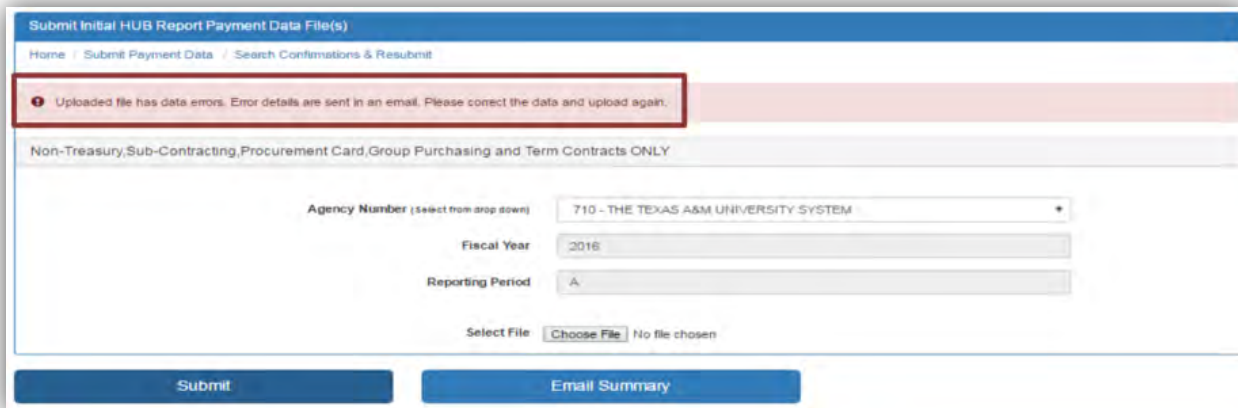 Submit Initial HUB Report Payment Data File(s)
Home / Submit Payment Data / Search Confirmations & Resubmit
Uploaded file has data errors. Error details are sent in an email. Please correct the data and upload again.
Non-Treasury,Sub-Contracting,Procurement Card,Group Purchasing and Term Contracts ONLY
Agency Number (Select from drop down) 710 - THE TEXAS A&M UNIVERSITY SYSTEM
Fiscal Year 2016
Reporting Period A
Select File Choose File No file chosen
Submit Email Summary